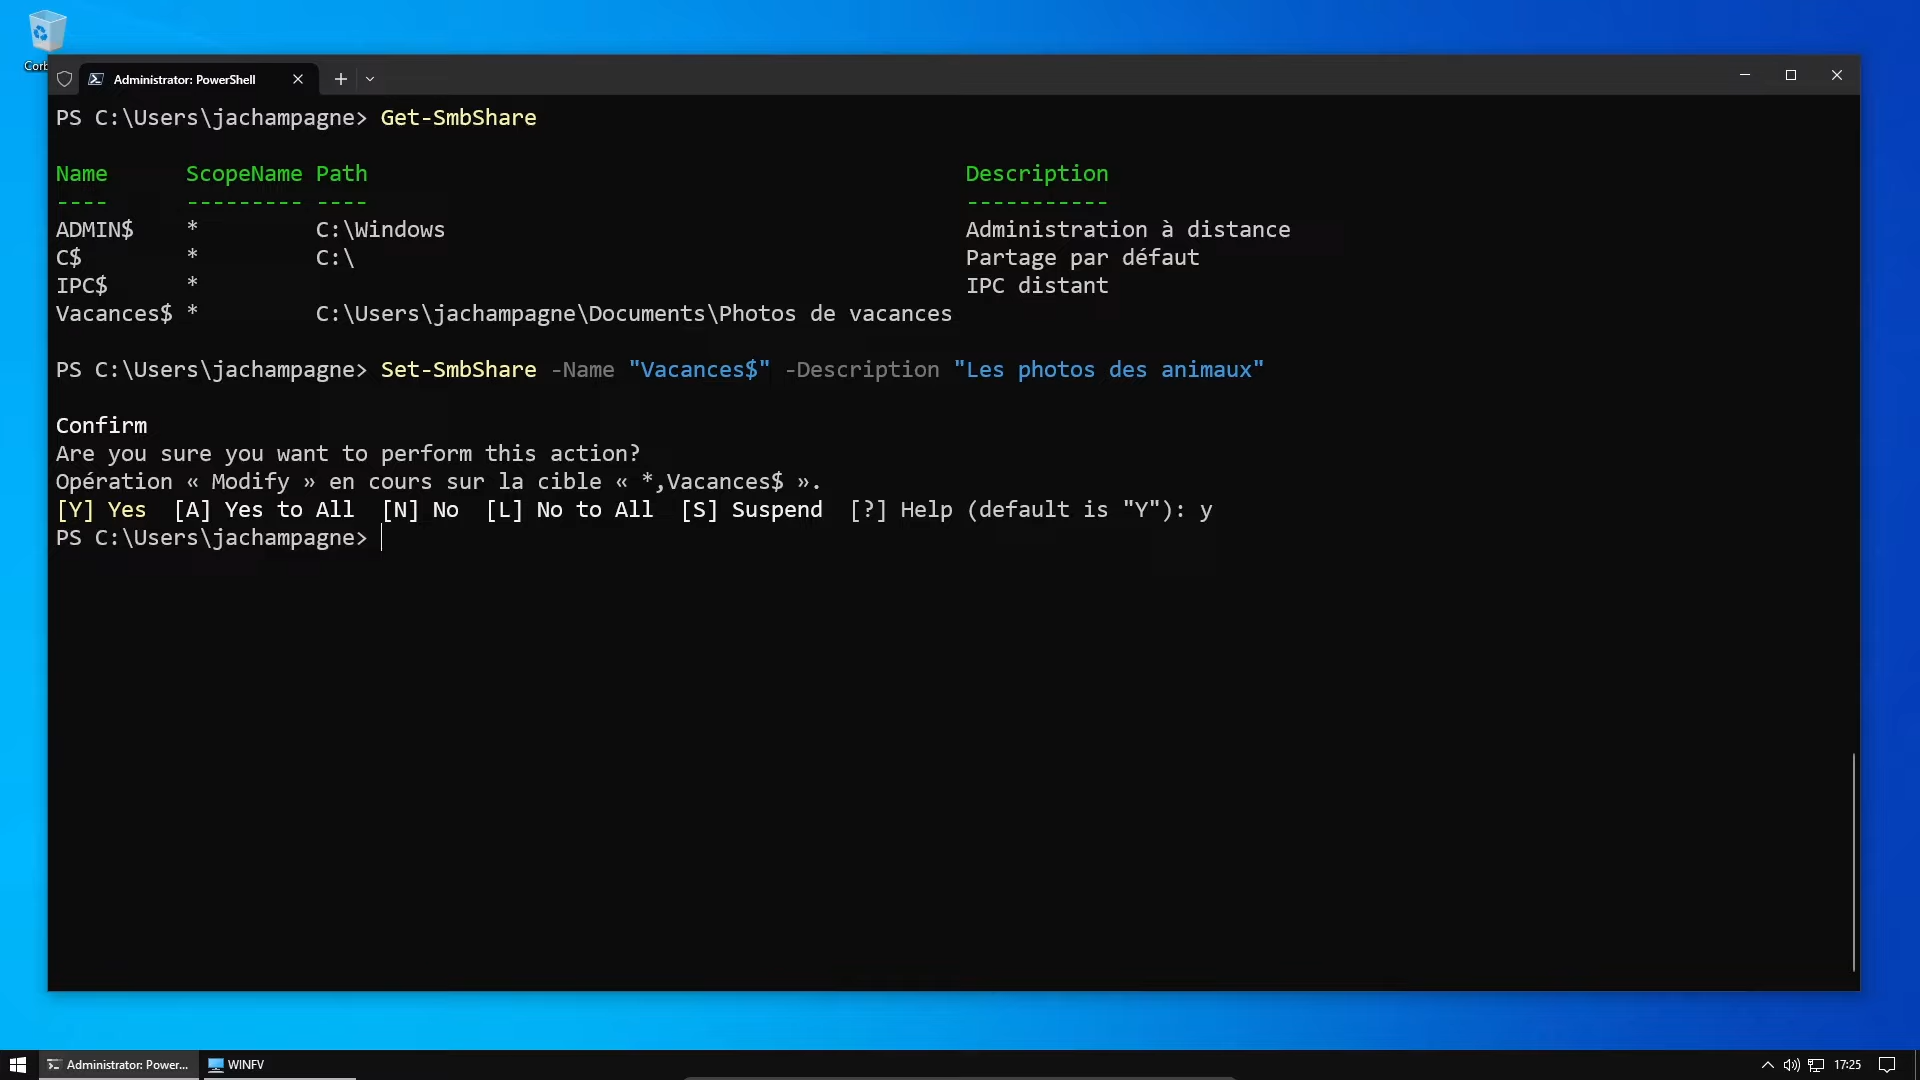 Corb
Administrator: PowerShell
PS C:\Users\jachampagne> Get-SmbShare
Name ScopeName Path Description
---- --------- ---- -----------
ADMIN$ * C:\Windows Administration à distance
C$ * C:\ Partage par défaut
IPC$ * IPC distant
Vacances$ * C:\Users\jachampagne\Documents\Photos de vacances
PS C:\Users\jachampagne> Set-SmbShare -Name "Vacances$" -Description "Les photos des animaux"
Confirm
Are you sure you want to perform this action?
Opération « Modify » en cours sur la cible « *,Vacances$ ».
[Y] Yes [A] Yes to All [N] No [L] No to All [S] Suspend [?] Help (default is "Y"): y
PS C:\Users\jachampagne>
Administrator: Power... WINFV 17:25